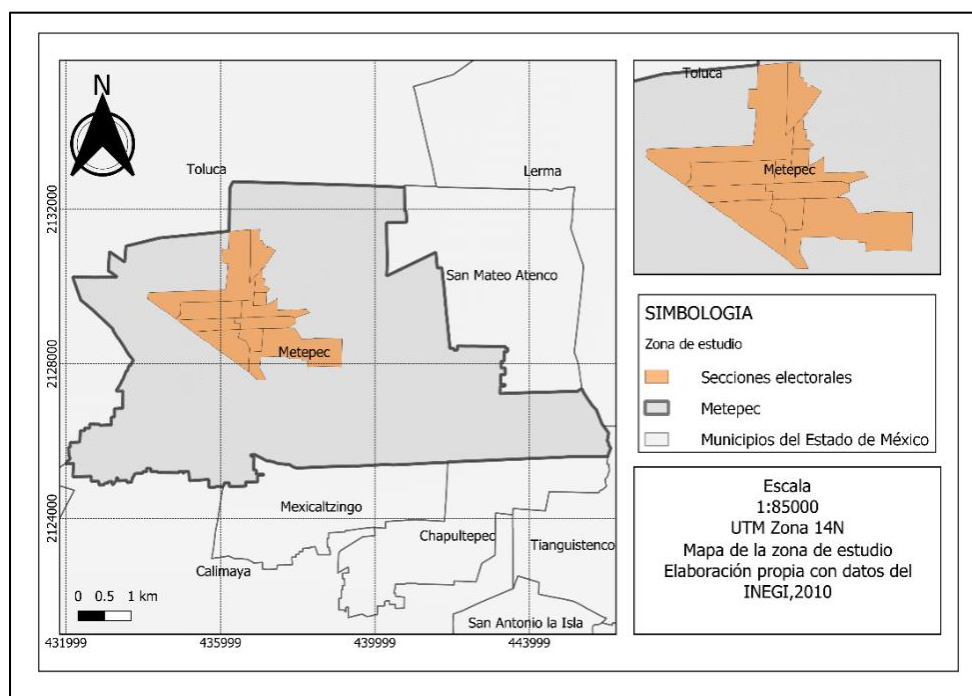 N
Toluca
Lerma
2132000
San Mateo Atenco
2128000
Metepec
2124000
Mexicaltzingo
Chapultepec
Tianguistenco
Calimaya
0 0.5 1 km
San Antonio la Isla
431999 435999 439999 443999
Toluca
Metepec
SIMBOLOGIA
Zona de estudio
Secciones electorales
Metepec
Municipios del Estado de México
Escala
1:85000
UTM Zona 14N
Mapa de la zona de estudio
Elaboración propia con datos del
INEGI,2010